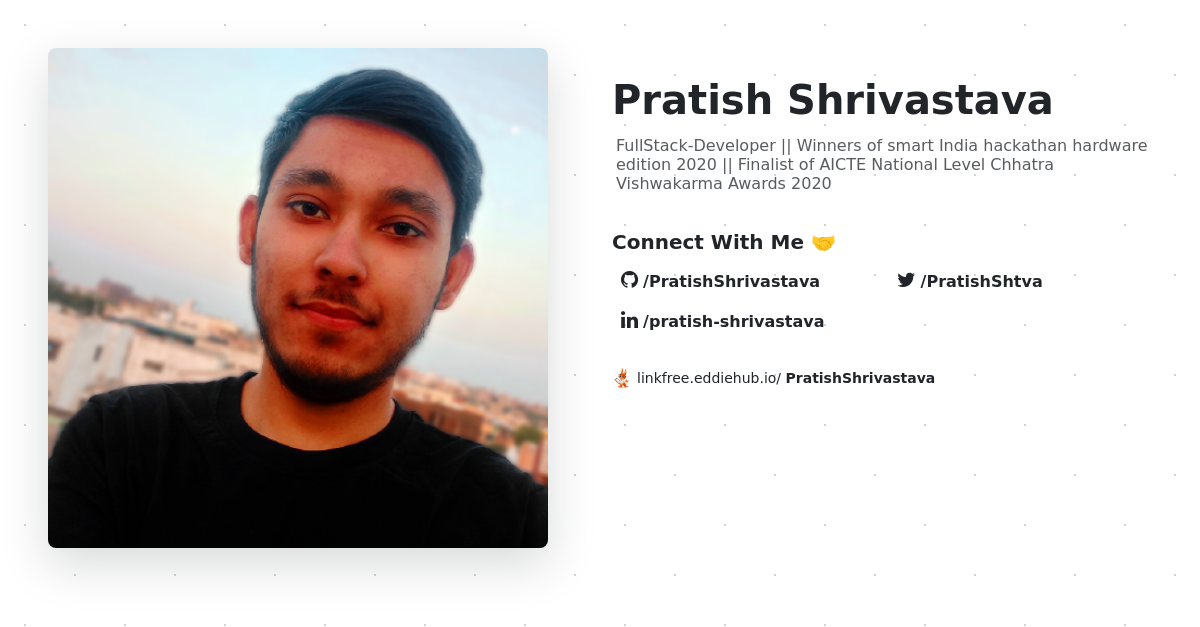 Pratish Shrivastava
FullStack-Developer || Winners of smart India hackathan hardware
edition 2020 || Finalist of AICTE National Level Chhatra
Vishwakarma Awards 2020
Connect With Me 🤝
/PratishShrivastava
/PratishShtva
/pratish-shrivastava
linkfree.eddiehub.io/ PratishShrivastava